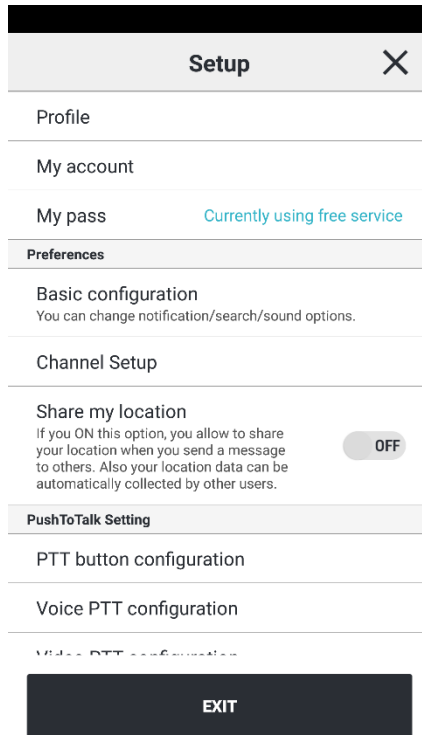 Setup
Profile
My account
My pass Currently using free service
Preferences
Basic configuration
You can change notification/search/sound options.
Channel Setup
Share my location
If you ON this option, you allow to share
your location when you send a message
to others. Also your location data can be
automatically collected by other users.
OFF
PushToTalk Setting
PTT button configuration
Voice PTT configuration
Video PTT configuration
EXIT